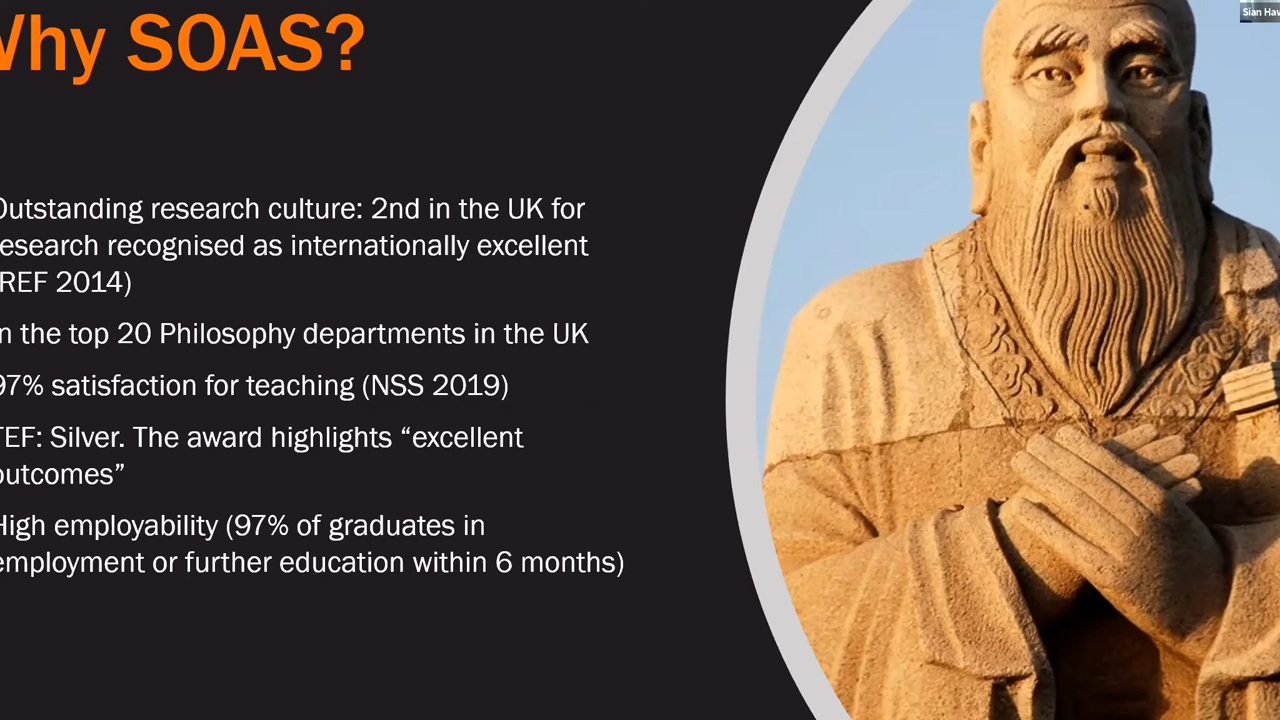 Why SOAS?
Sian Haw
Outstanding research culture: 2nd in the UK for
research recognised as internationally excellent
(REF 2014)
In the top 20 Philosophy departments in the UK
97% satisfaction for teaching (NSS 2019)
TEF: Silver. The award highlights “excellent
outcomes”
High employability (97% of graduates in
employment or further education within 6 months)